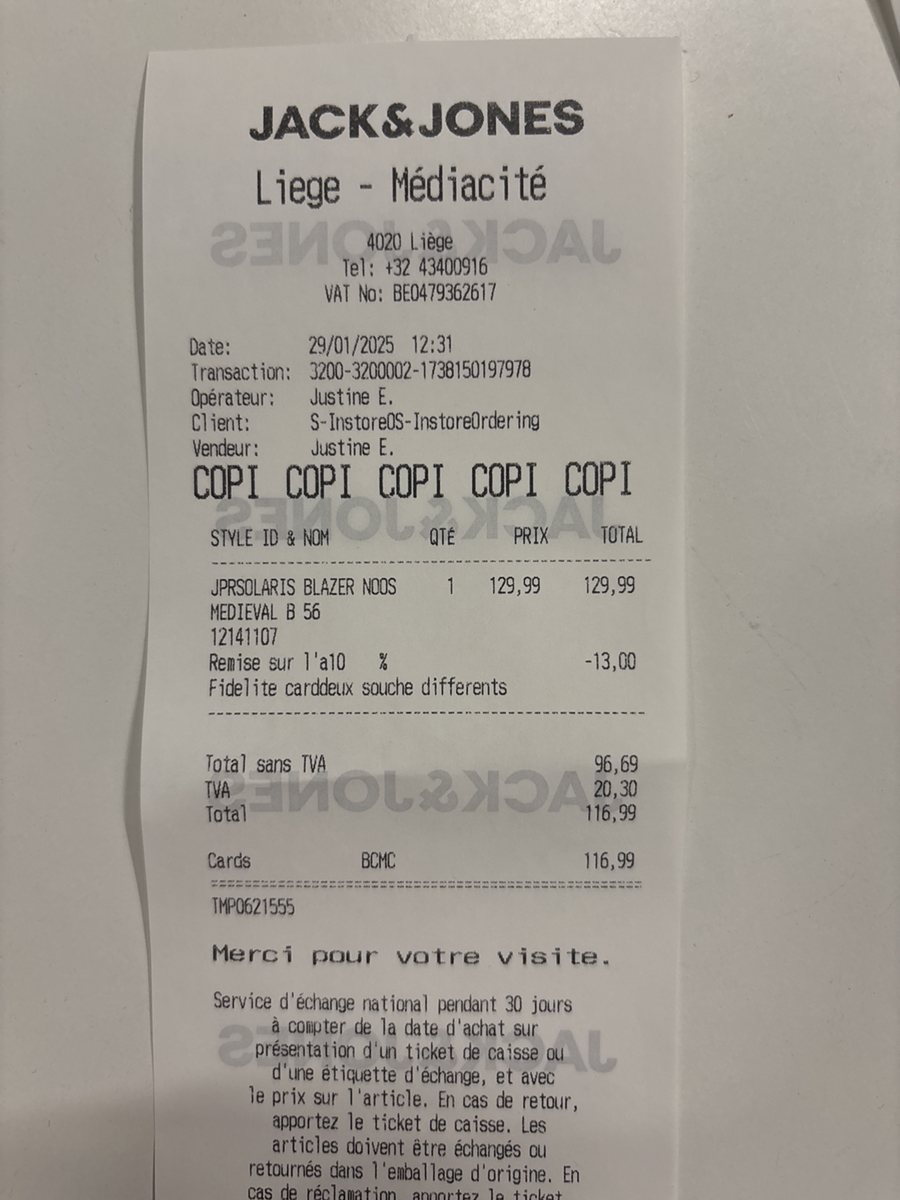 JACK&JONES
Liege - Médiacité
4020 Liège
Tel: +32 43400916
VAT No: BE0479362617
Date: 29/01/2025 12:31
Transaction: 3200-3200002-1738150197978
Opérateur: Justine E.
Client: S-InstoreOS-InstoreOrdering
Vendeur: Justine E.
COPI COPI COPI COPI COPI
STYLE ID & NOM QTÉ PRIX TOTAL
JPRSOLARIS BLAZER NOOS 1 129,99 129,99
MEDIEVAL B 56
12141107
Remise sur l'a10 % -13,00
Fidelite carddeux souche differents
Total sans TVA 96,69
TVA 20,30
Total 116,99
Cards BCMC 116,99
TMP0621555
Merci pour votre visite.
Service d'échange national pendant 30 jours
à compter de la date d'achat sur
présentation d'un ticket de caisse ou
d'une étiquette d'échange, et avec
le prix sur l'article. En cas de retour,
apportez le ticket de caisse. Les
articles doivent être échangés ou
retournés dans l'emballage d'origine. En
cas de réclamation, apportez le ticket